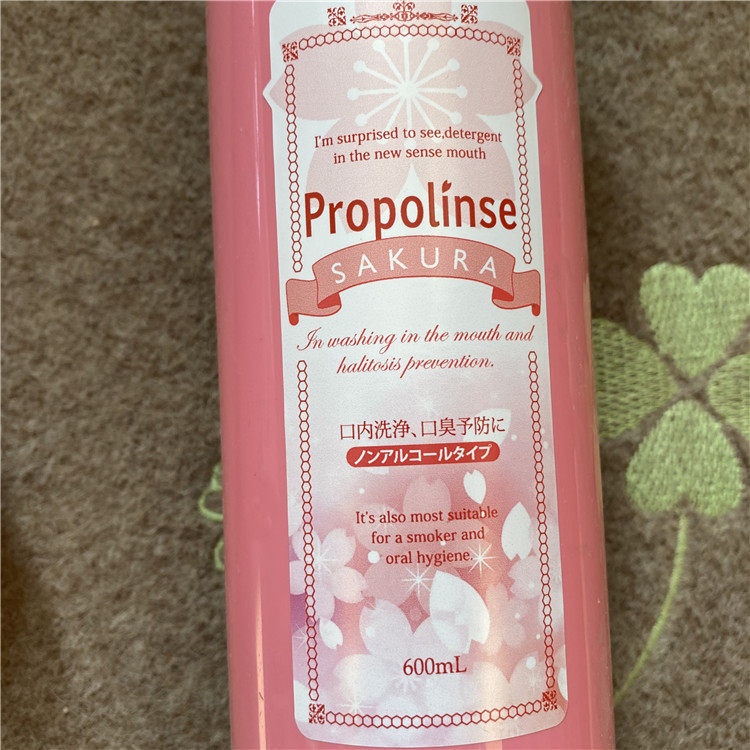 I'm surprised to see,detergent
in the new sense mouth
Propolinse
SAKURA
In washing in the mouth and
halitosis prevention.
口内洗浄、口臭予防に
ノンアルコールタイプ
It's also most suitable
for a smoker and
oral hygiene.
600mL